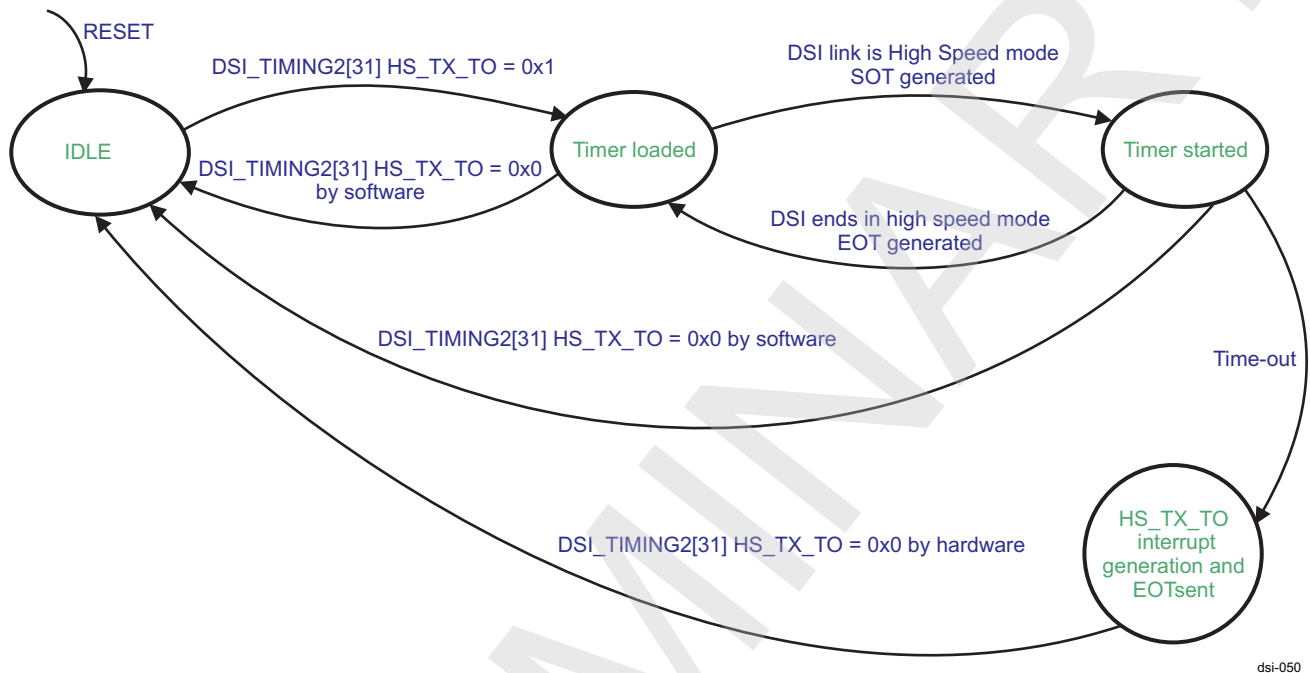 RESET
DSI_TIMING2[31] HS_TX_TO = 0x1
DSI link is High Speed mode
SOT generated
IDLE
Timer loaded
Timer started
DSI_TIMING2[31] HS_TX_TO = 0x0
by software
DSI ends in high speed mode
EOT generated
DSI_TIMING2[31] HS_TX_TO = 0x0 by software
Time-out
HS_TX_TO
interrupt
generation and
EOTsent
DSI_TIMING2[31] HS_TX_TO = 0x0 by hardware
dsi-050